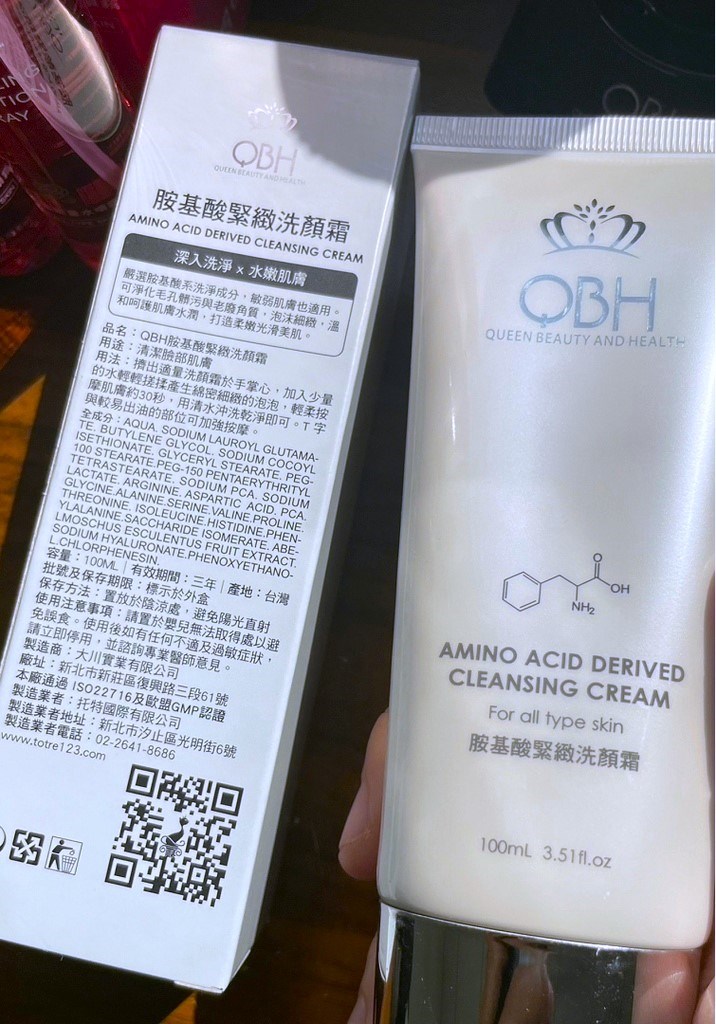 QBH
QUEEN BEAUTY AND HEALTH
胺基酸緊緻洗顏霜
AMINO ACID DERIVED CLEANSING CREAM
深入洗淨 x 水嫩肌膚
嚴選胺基酸系洗淨成分，敏弱肌膚也適用。
可淨化毛孔髒污與老廢角質，泡沫細緻，溫
和呵護肌膚水潤，打造柔嫩光滑美肌。
品名：QBH胺基酸緊緻洗顏霜
用途：清潔臉部肌膚
用法：擠出適量洗顏霜於手掌心，加入少量
的水輕輕搓揉產生綿密細緻的泡泡，輕柔按
摩肌膚約30秒，用清水沖洗乾淨即可。T 字
與較易出油的部位可加強按摩。
全成分：AQUA. SODIUM LAUROYL GLUTAMA-
TE. BUTYLENE GLYCOL. SODIUM COCOYL
ISETHIONATE. GLYCERYL STEARATE. PEG-
100 STEARATE.PEG-150 PENTAERYTHRITYL
TETRASTEARATE. SODIUM PCA. SODIUM
LACTATE. ARGININE. ASPARTIC ACID. PCA.
GLYCINE.ALANINE.SERINE.VALINE.PROLINE.
THREONINE. ISOLEUCINE.HISTIDINE.PHEN-
YLALANINE.SACCHARIDE ISOMERATE. ABE-
LMOSCHUS ESCULENTUS FRUIT EXTRACT.
SODIUM HYALURONATE.PHENOXYETHANO-
L.CHLORPHENESIN.
容量：100ML｜有效期間：三年｜產地：台灣
批號及保存期限：標示於外盒
保存方法：置放於陰涼處，避免陽光直射
使用注意事項：請置於嬰兒無法取得處以避
免誤食。使用後如有任何不適及過敏症狀，
請立即停用，並諮詢專業醫師意見。
製造商：大川實業有限公司
廠址：新北市新莊區復興路三段61號
本廠通過 ISO22716及歐盟GMP認證
製造業者：托特國際有限公司
製造業者地址：新北市汐止區光明街6號
製造業者電話：02-2641-8686
www.totre123.com
QBH
QUEEN BEAUTY AND HEALTH
O
OH
NH₂
AMINO ACID DERIVED
CLEANSING CREAM
For all type skin
胺基酸緊緻洗顏霜
100mL 3.51fl.oz
QBH